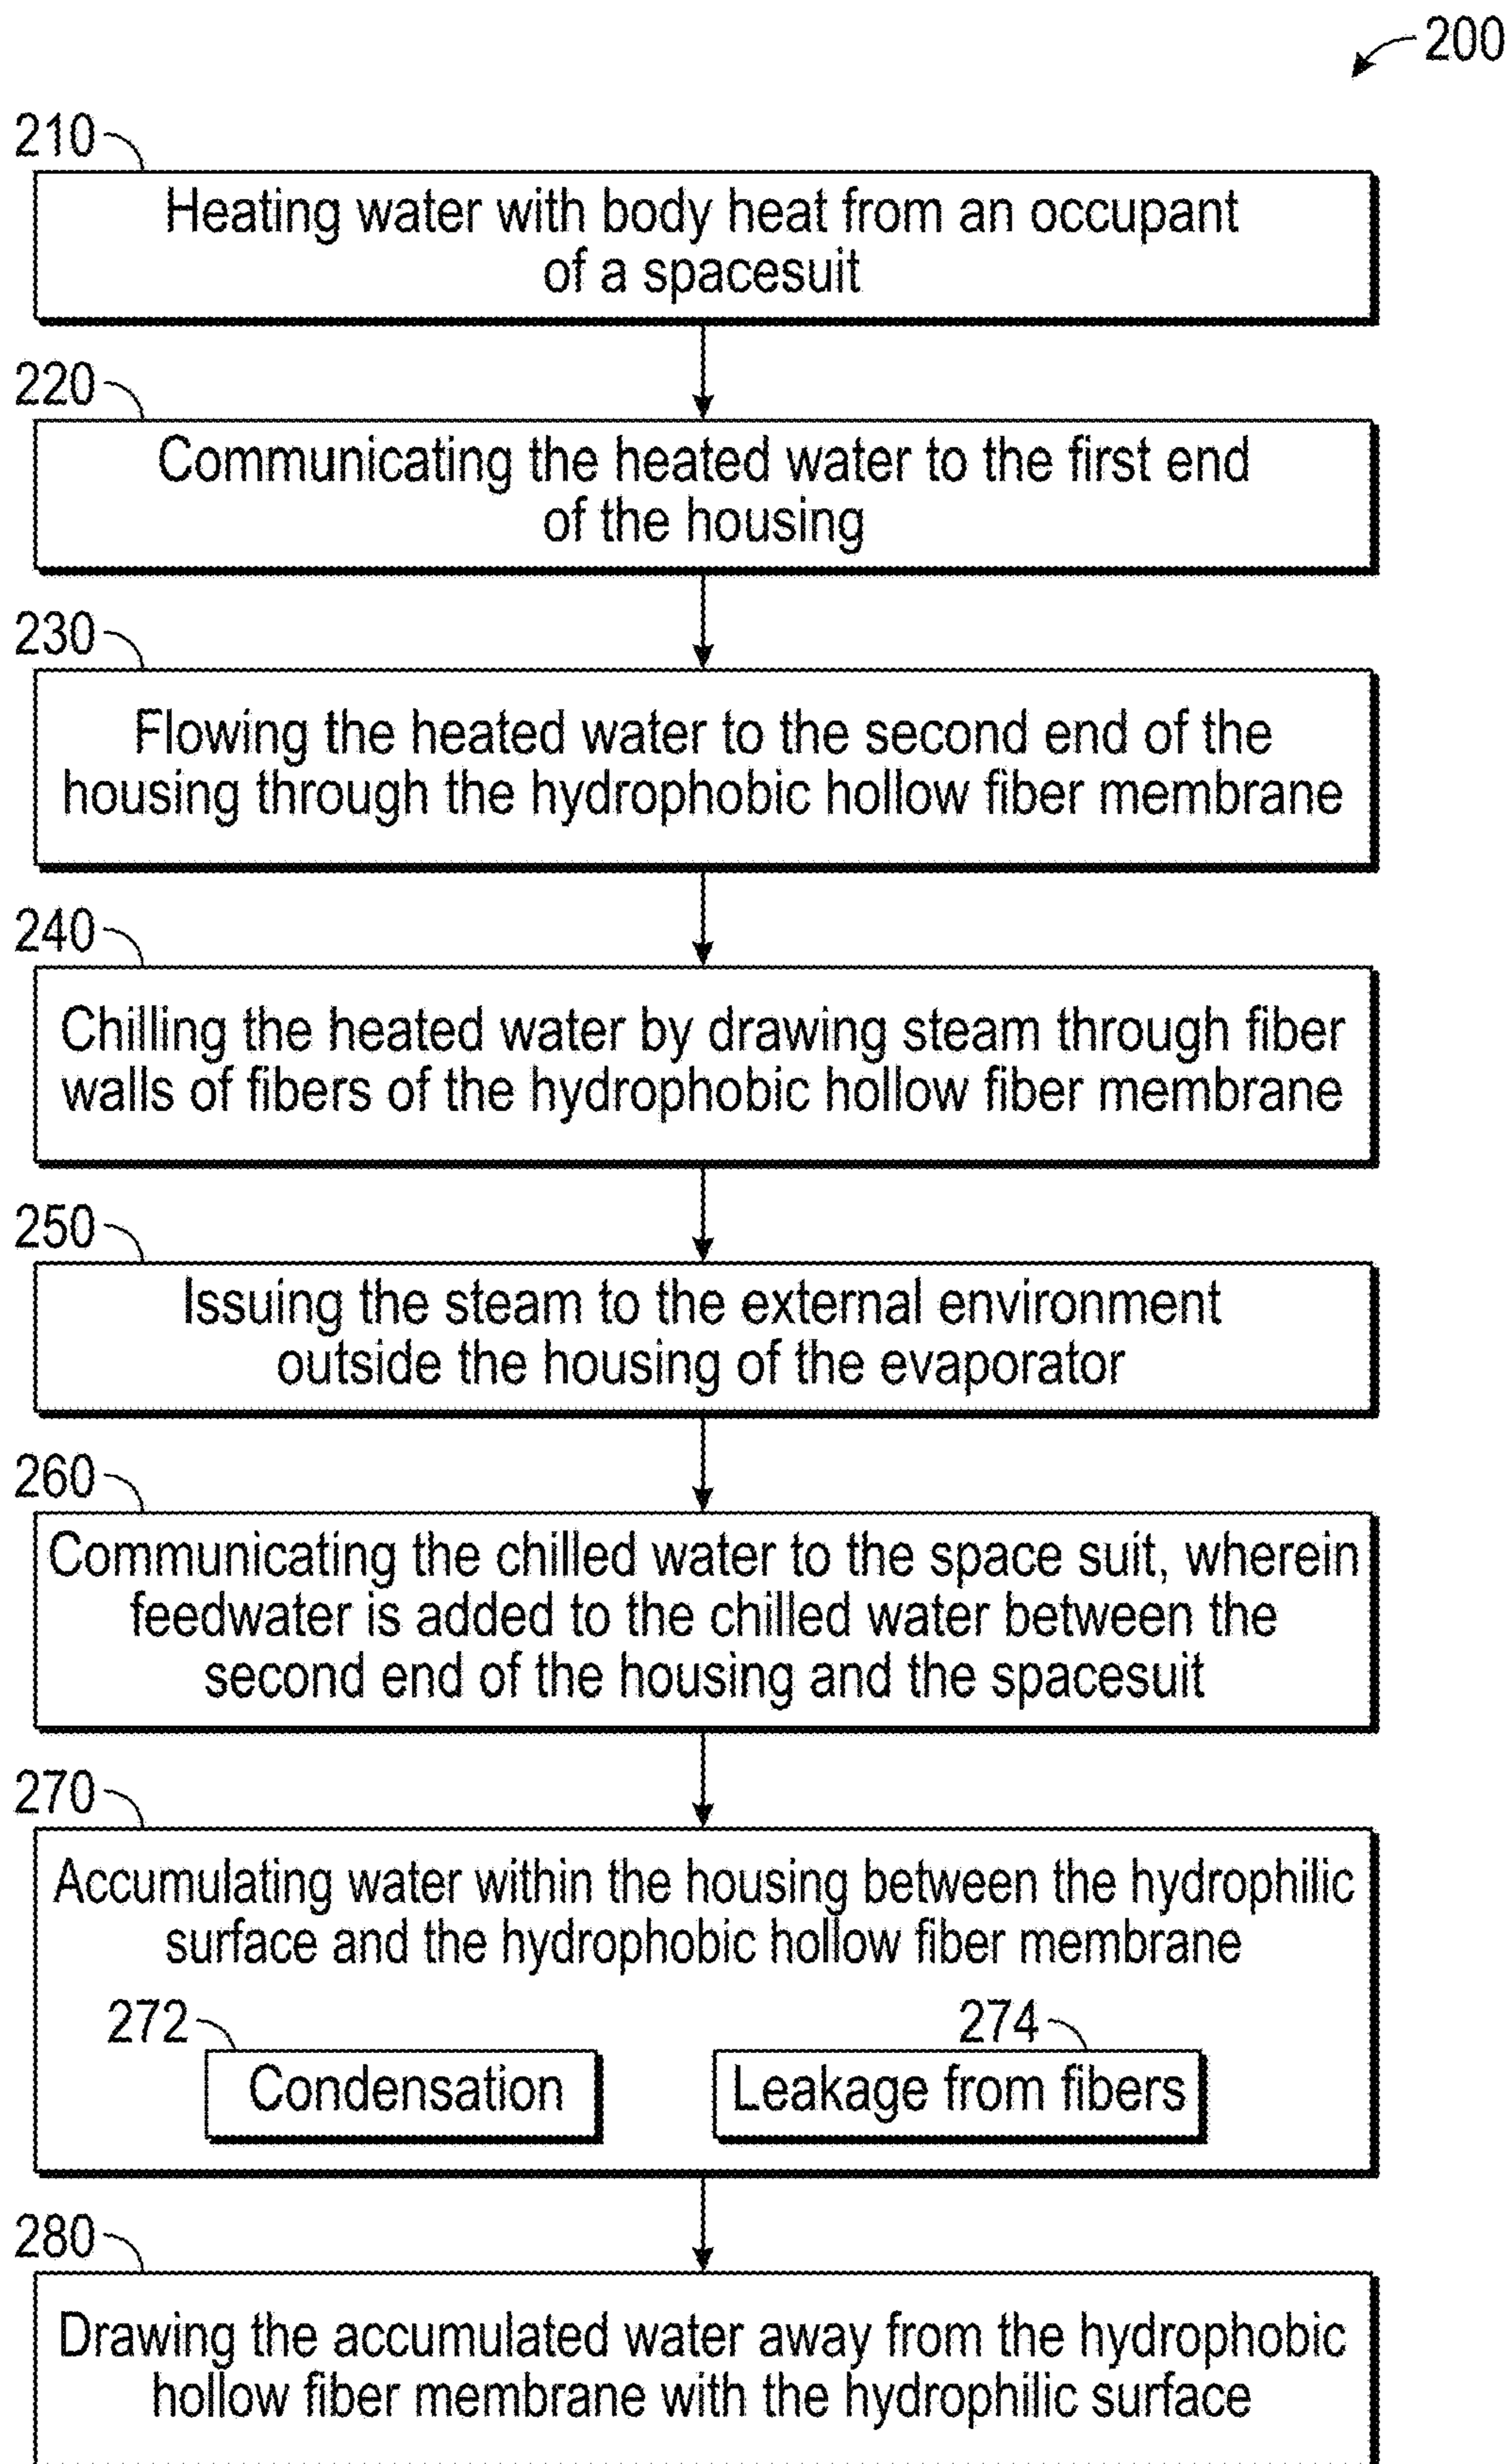 200
210
Heating water with body heat from an occupant
of a spacesuit
220
Communicating the heated water to the first end
of the housing
230
Flowing the heated water to the second end of the
housing through the hydrophobic hollow fiber membrane
240
Chilling the heated water by drawing steam through fiber
walls of fibers of the hydrophobic hollow fiber membrane
250
Issuing the steam to the external environment
outside the housing of the evaporator
260
Communicating the chilled water to the space suit, wherein
feedwater is added to the chilled water between the
second end of the housing and the spacesuit
270
Accumulating water within the housing between the hydrophilic
surface and the hydrophobic hollow fiber membrane
272 274
Condensation Leakage from fibers
280
Drawing the accumulated water away from the hydrophobic
hollow fiber membrane with the hydrophilic surface